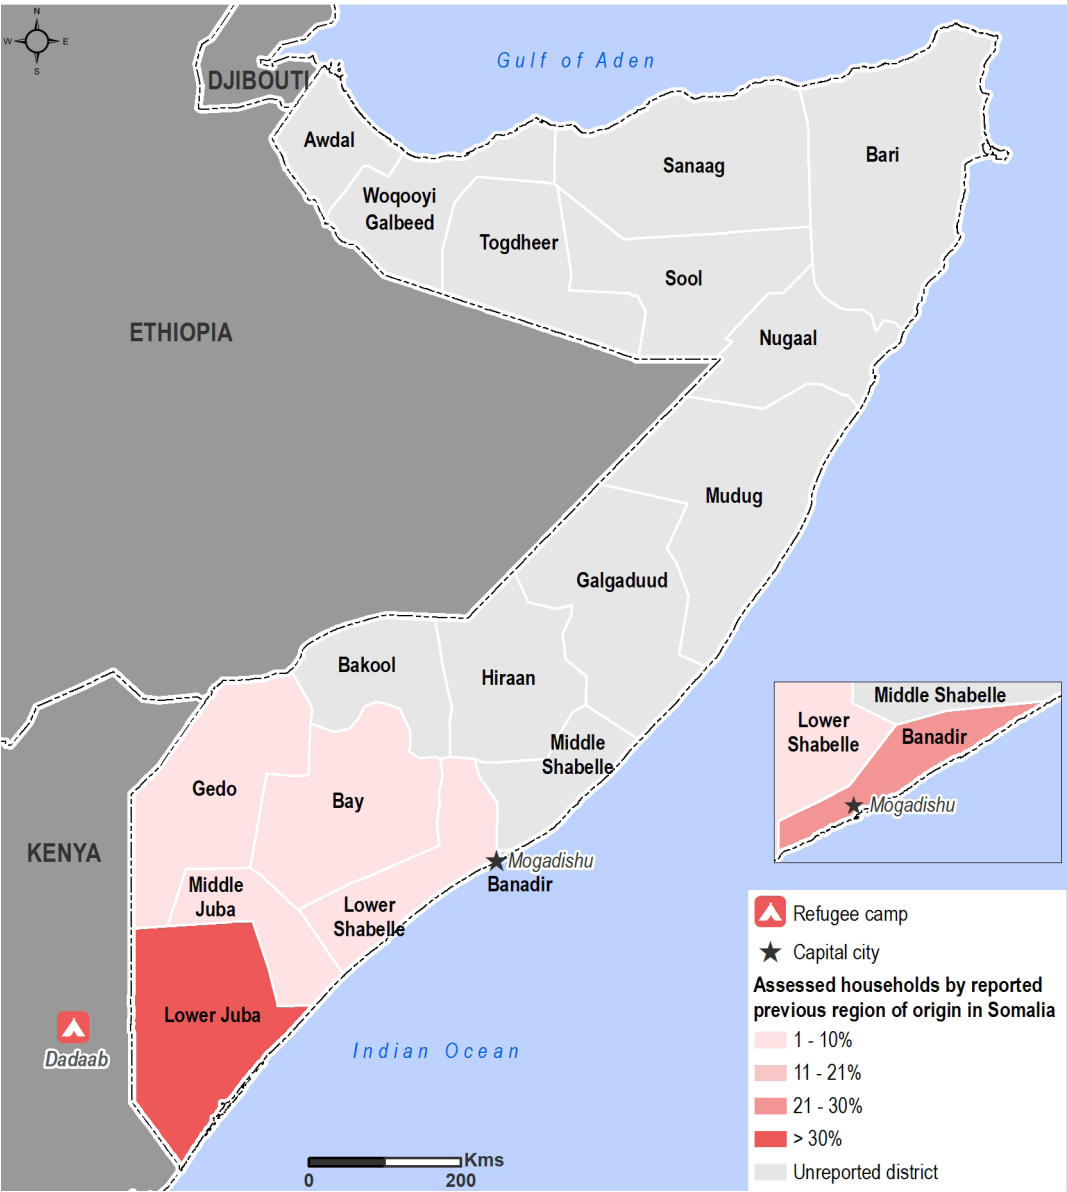 N
W
E
S
Gulf of Aden
DJIBOUTI
Awdal
Sanaag
Bari
Woqooyi
Galbeed
Togdheer
Sool
ETHIOPIA
Nugaal
Mudug
Galgaduud
Bakool
Hiraan
Middle
Shabelle
Gedo
Bay
KENYA
Mogadishu
Banadir
Middle
Juba
Lower
Shabelle
Lower Juba
Dadaab
Indian Ocean
Kms
0
200
Middle Shabelle
Lower
Shabelle
Banadir
Mogadishu
Refugee camp
Capital city
Assessed households by reported
previous region of origin in Somalia
1 - 10%
11 - 21%
21 - 30%
> 30%
Unreported district